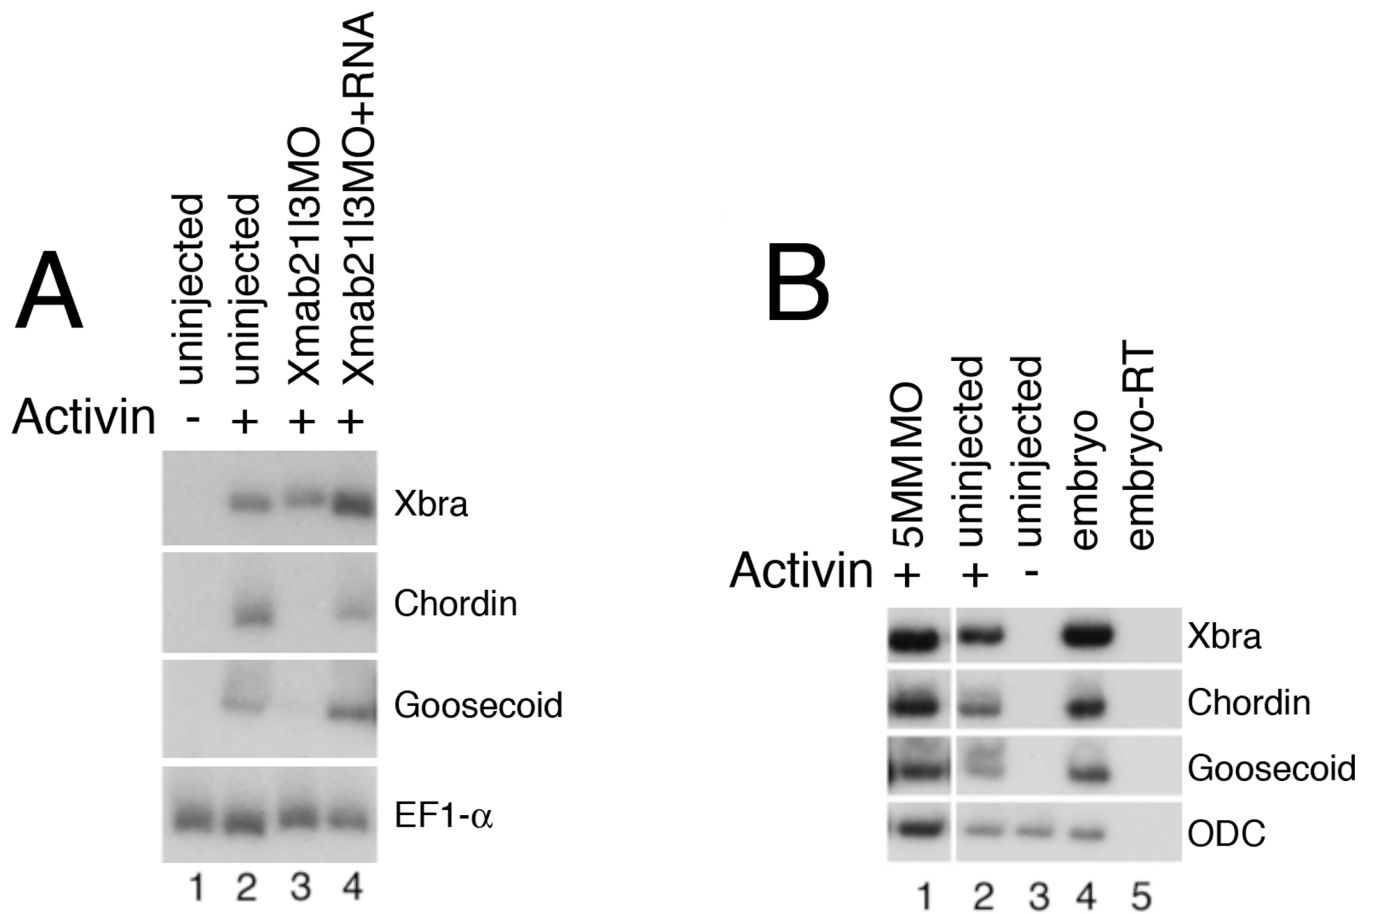 A
uninjected
uninjected
Xmab21l3MO
Xmab21l3MO+RNA
Activin - + + +
Xbra
Chordin
Goosecoid
EF1-α
1 2 3 4
B
5MMMO
uninjected
uninjected
embryo
embryo-RT
Activin + + -
Xbra
Chordin
Goosecoid
ODC
1 2 3 4 5